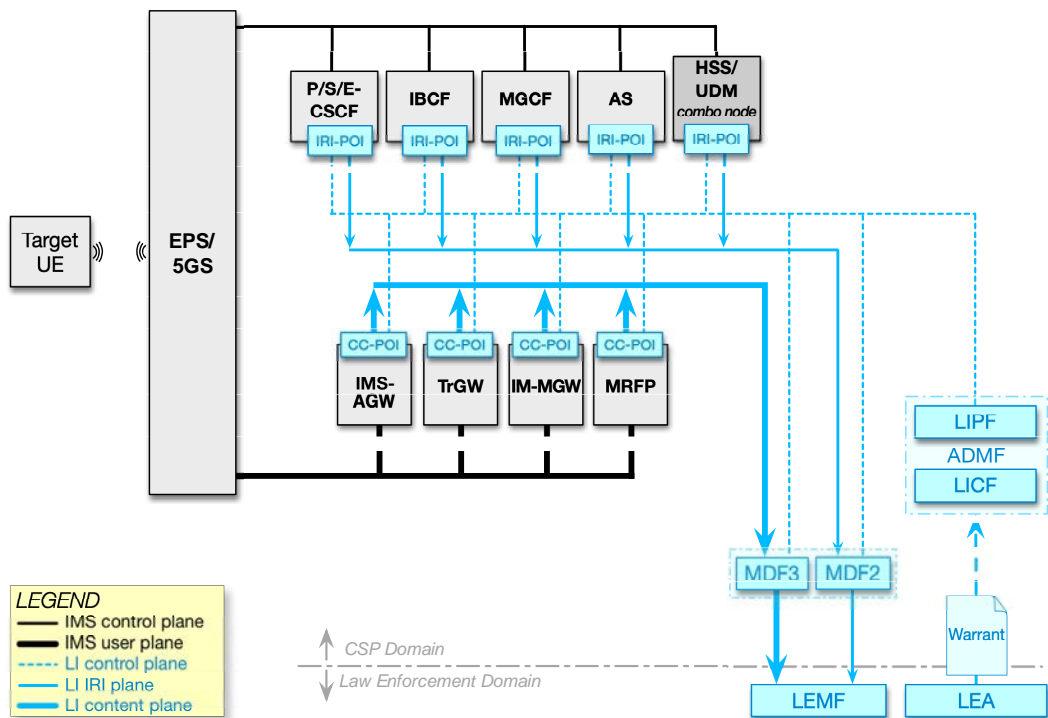 P/S/E-
CSCF
IBCF
MGCF
AS
HSS/
UDM
combo node
IRI-POI
IRI-POI
IRI-POI
IRI-POI
IRI-POI
Target
UE
EPS/
5GS
CC-POI
CC-POI
CC-POI
CC-POI
IMS-
AGW
TrGW
IM-MGW
MRFP
LIPF
ADMF
LICF
MDF3
MDF2
LEGEND
IMS control plane
IMS user plane
LI control plane
LI IRI plane
LI content plane
CSP Domain
Law Enforcement Domain
Warrant
LEMF
LEA